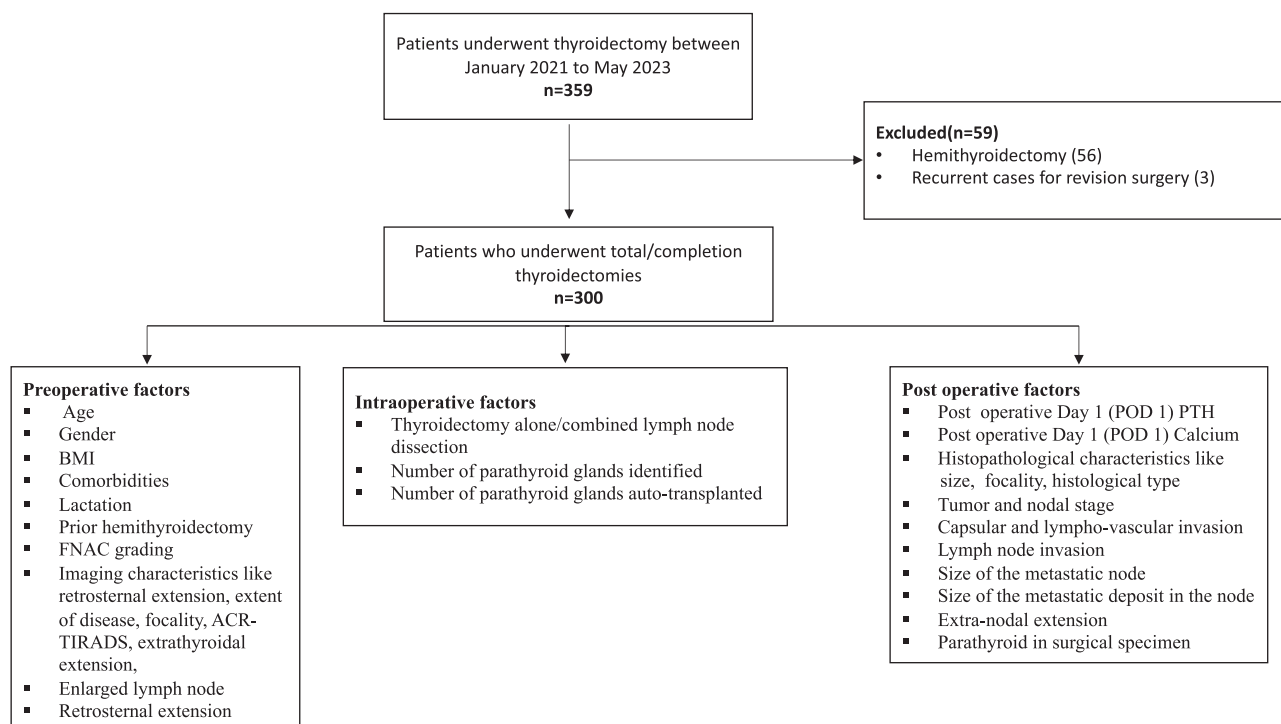 Patients underwent thyroidectomy between
January 2021 to May 2023
n=359
Excluded(n=59)
• Hemithyroidectomy (56)
• Recurrent cases for revision surgery (3)
Patients who underwent total/completion
thyroidectomies
n=300
Preoperative factors
▪ Age
▪ Gender
▪ BMI
▪ Comorbidities
▪ Lactation
▪ Prior hemithyroidectomy
▪ FNAC grading
▪ Imaging characteristics like
retrosternal extension, extent
of disease, focality, ACR-
TIRADS, extrathyroidal
extension,
▪ Enlarged lymph node
▪ Retrosternal extension
Intraoperative factors
▪ Thyroidectomy alone/combined lymph node
dissection
▪ Number of parathyroid glands identified
▪ Number of parathyroid glands auto-transplanted
Post operative factors
▪ Post operative Day 1 (POD 1) PTH
▪ Post operative Day 1 (POD 1) Calcium
▪ Histopathological characteristics like
size, focality, histological type
▪ Tumor and nodal stage
▪ Capsular and lympho-vascular invasion
▪ Lymph node invasion
▪ Size of the metastatic node
▪ Size of the metastatic deposit in the node
▪ Extra-nodal extension
▪ Parathyroid in surgical specimen